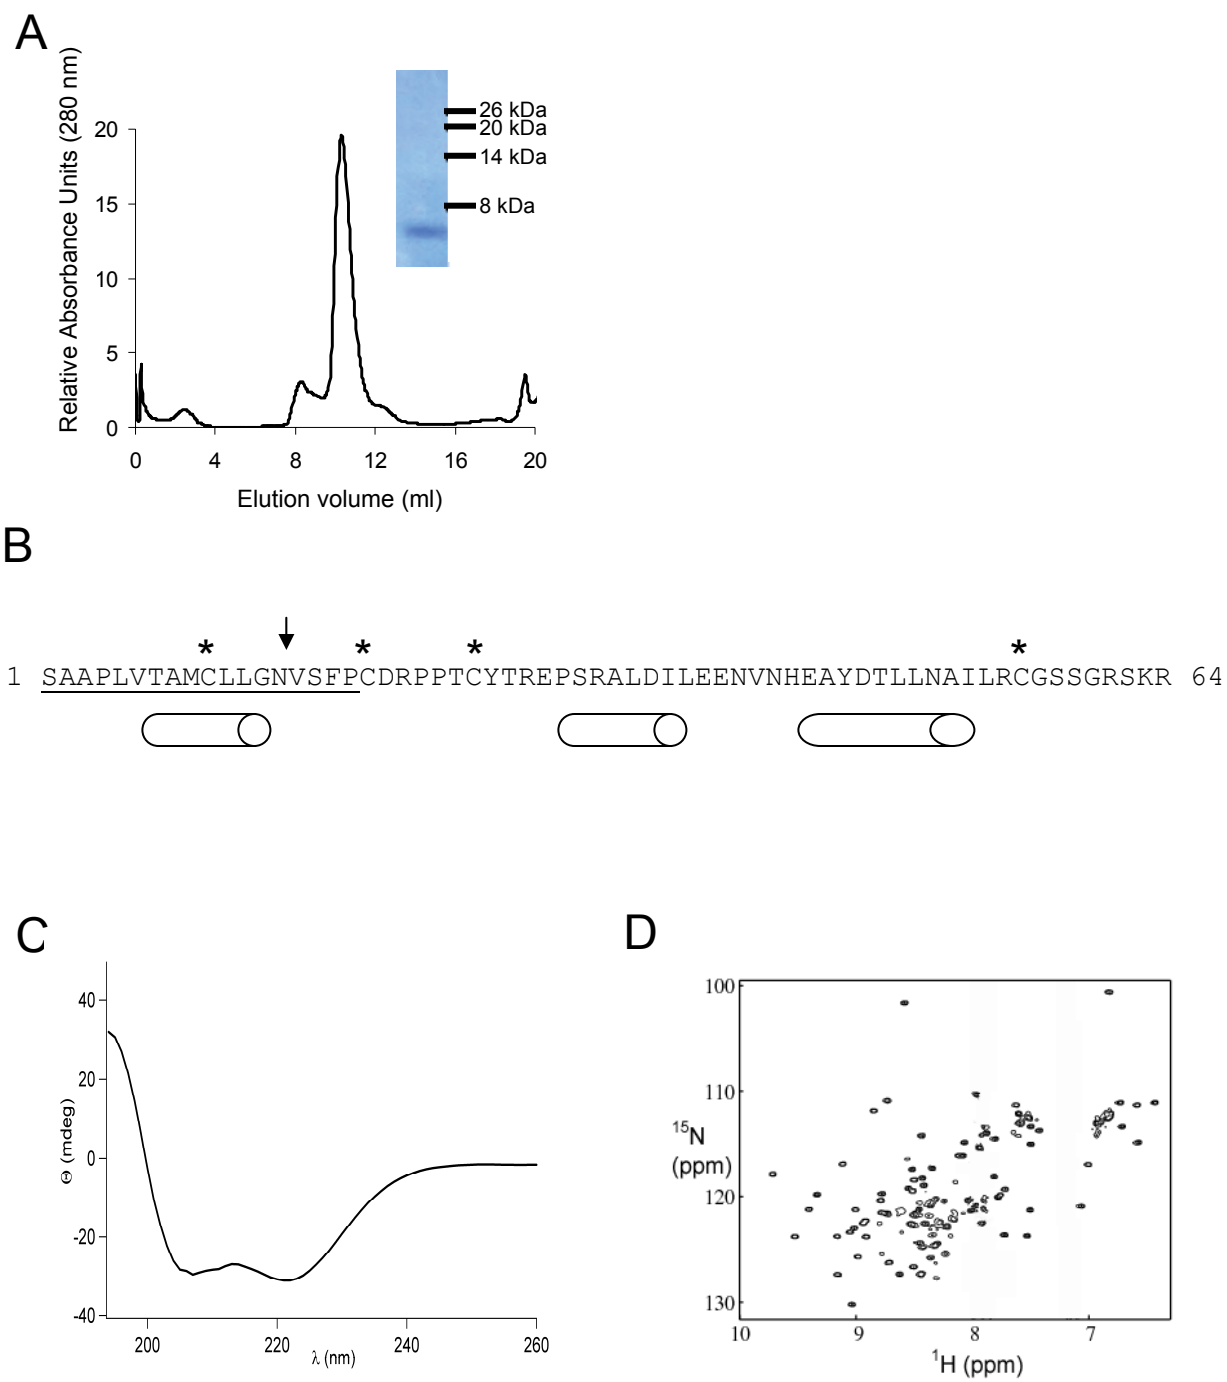 A
Relative Absorbance Units (280 nm)
20
15
10
5
0
0 4 8 12 16 20
Elution volume (ml)
26 kDa
20 kDa
14 kDa
8 kDa
B
* * * *
1 SAAPLVTAMCLLGNVSFPCDRPPTCYTREPSRALDILEENVNHEAYDTLLNAILRCGSSGRSKR 64
C
Θ (mdeg)
40
20
0
-20
-40
200 220 240 260
λ (nm)
D
100
110
120
130
¹⁵N
(ppm)
10 9 8 7
¹H (ppm)